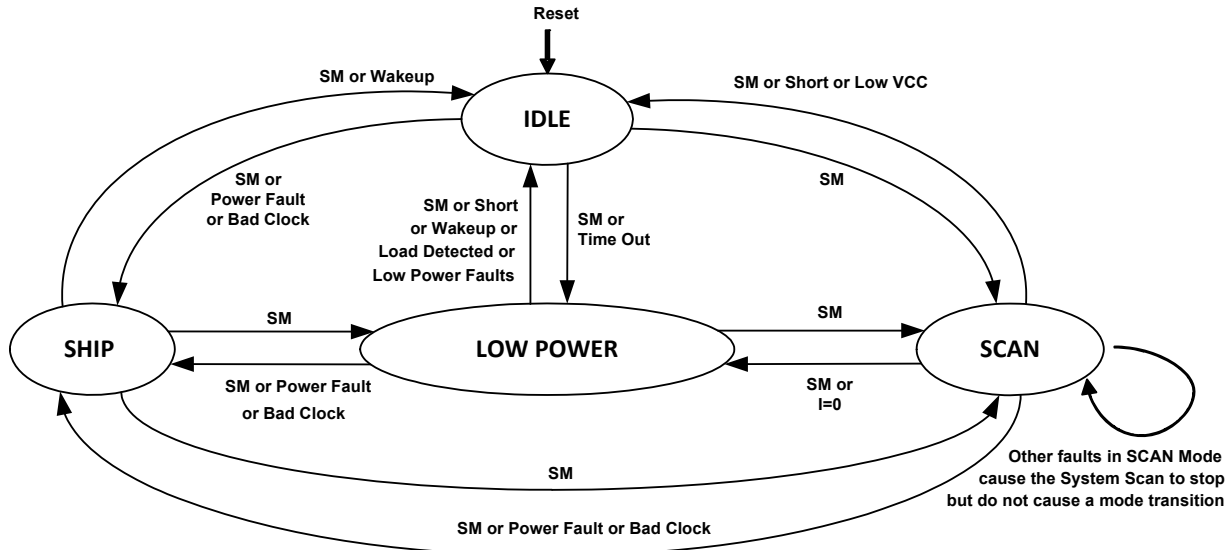 Reset
SM or Wakeup
SM or Short or Low VCC
IDLE
SM or
Power Fault
or Bad Clock
SM or Short
or Wakeup or
Load Detected or
Low Power Faults
SM or
Time Out
SM
SHIP
SM
LOW POWER
SM
SCAN
SM or Power Fault
or Bad Clock
SM or
I=0
SM
Other faults in SCAN Mode
cause the System Scan to stop
but do not cause a mode transition
SM or Power Fault or Bad Clock